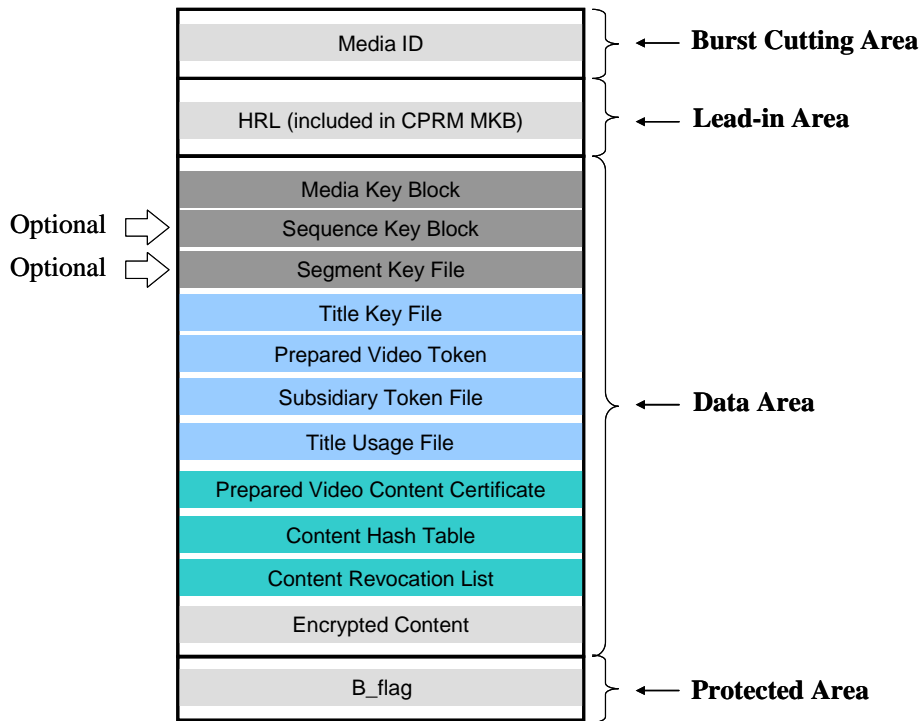 Media ID
Burst Cutting Area
HRL (included in CPRM MKB)
Lead-in Area
Media Key Block
Optional
Sequence Key Block
Optional
Segment Key File
Title Key File
Prepared Video Token
Subsidiary Token File
Data Area
Title Usage File
Prepared Video Content Certificate
Content Hash Table
Content Revocation List
Encrypted Content
B_flag
Protected Area